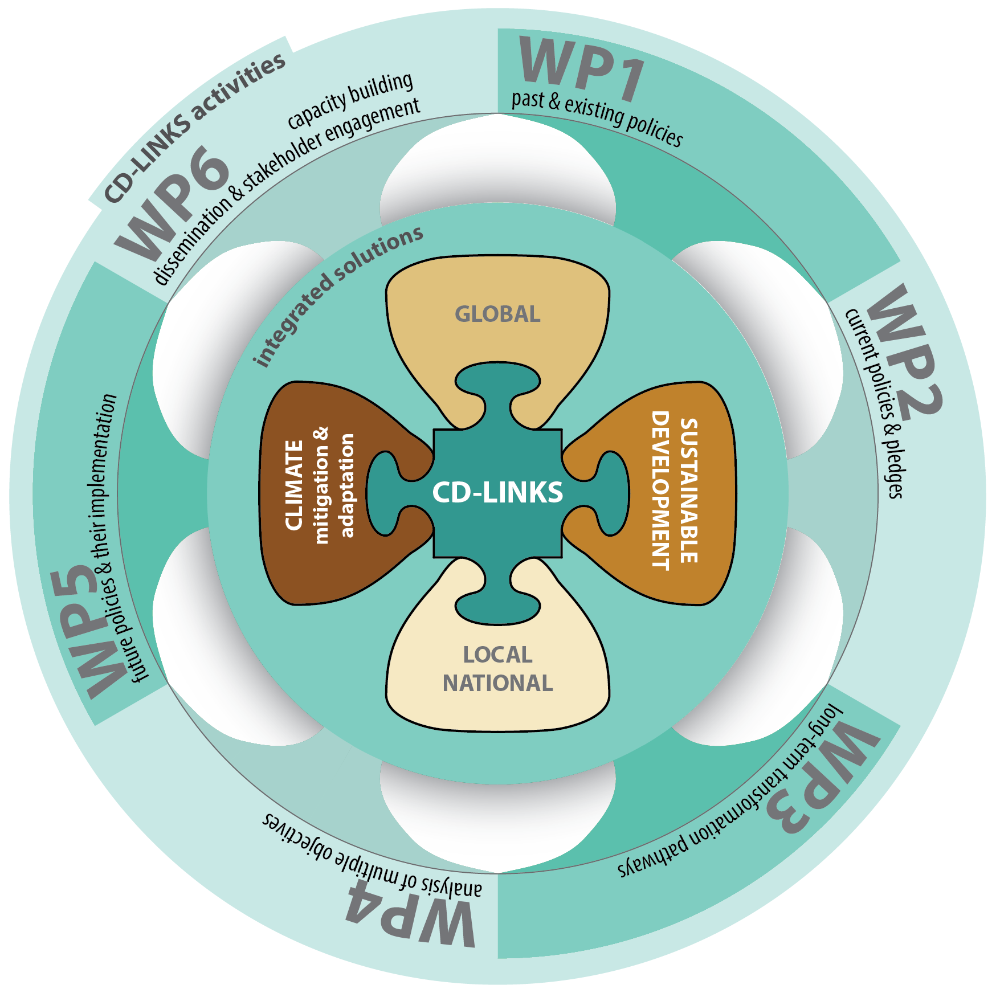 CD-LINKS activities
WP1
past & existing policies
WP2
current policies & pledges
WP3
long-term transformation pathways
WP4
analysis of multiple objectives
WP5
future policies & their implementation
WP6
capacity building
dissemination & stakeholder engagement
integrated solutions
GLOBAL
CLIMATE
mitigation &
adaptation
CD-LINKS
SUSTAINABLE
DEVELOPMENT
LOCAL
NATIONAL